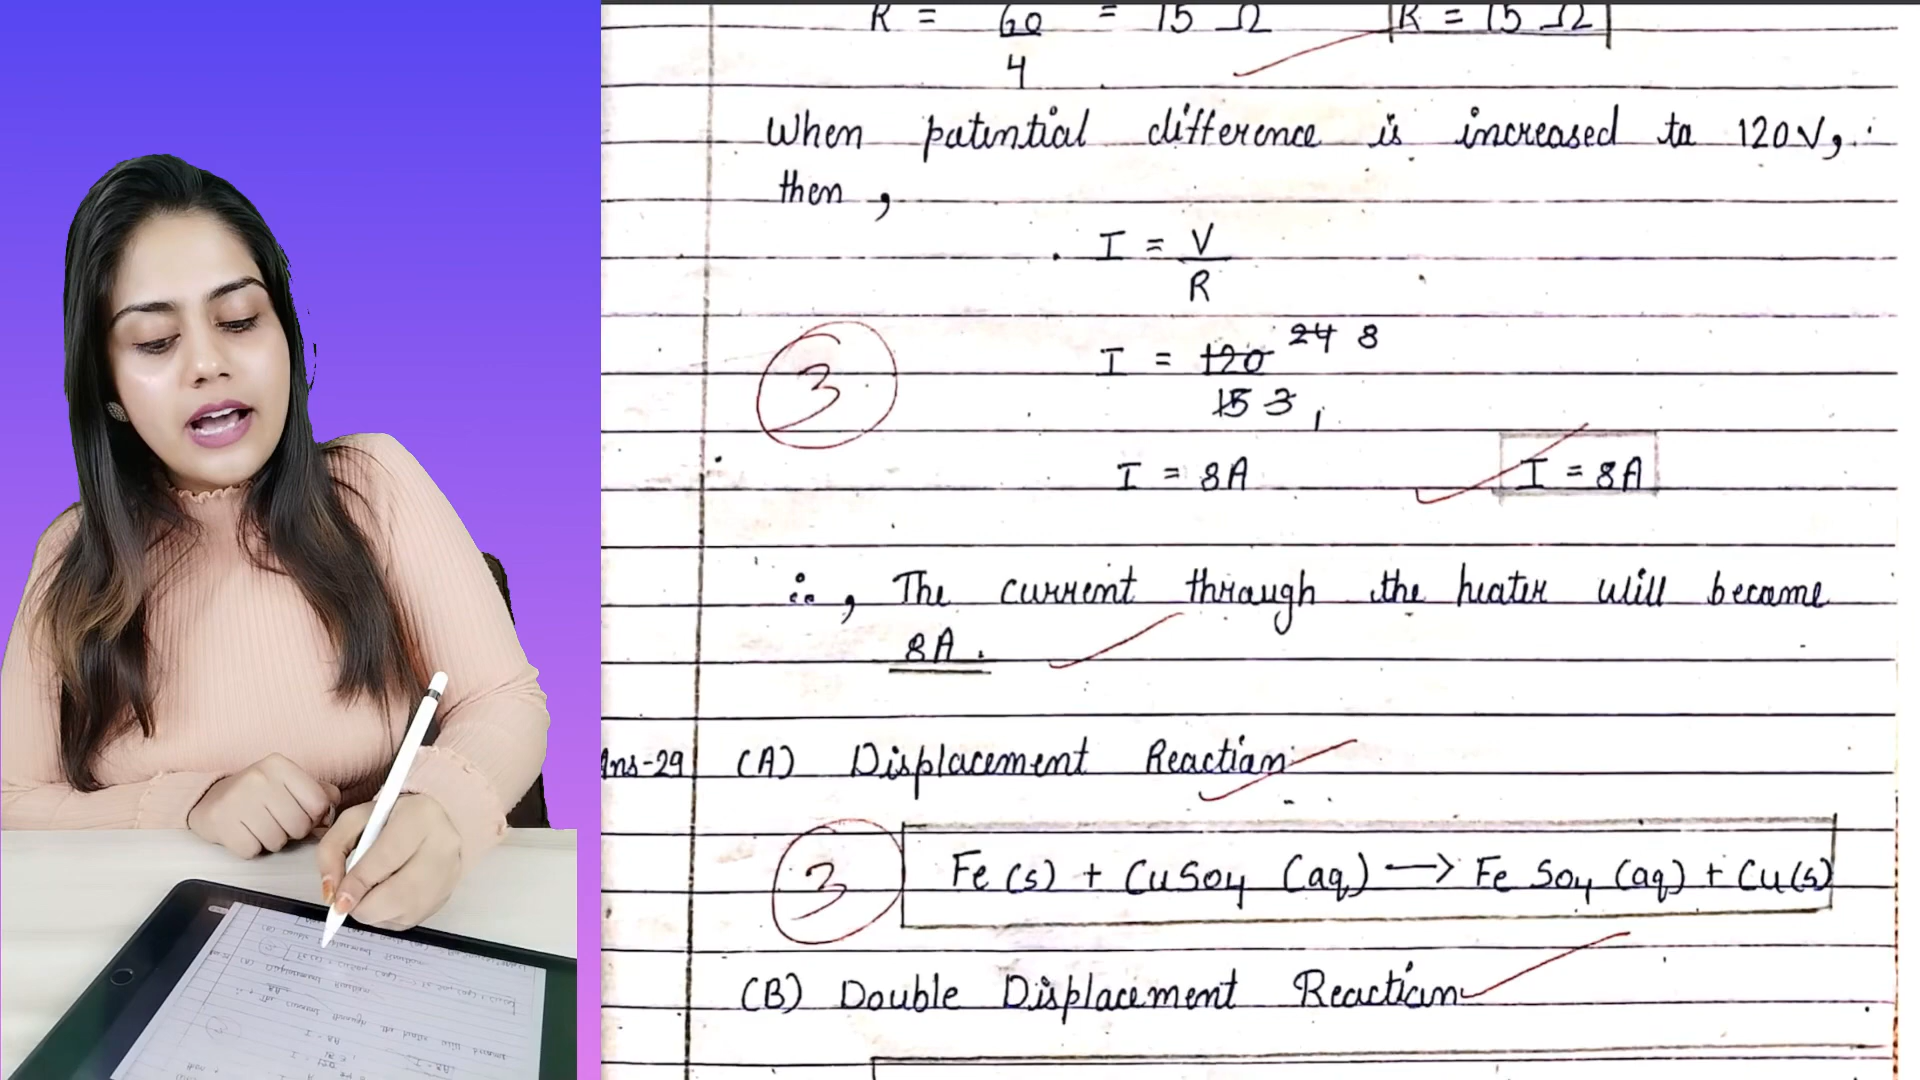 R = 60 = 15 Ω R = 15 Ω
4
When potential difference is increased to 120V,
then,
I = V
R
I = 120 24 8
15 3 1
3
I = 8A I = 8A
∴, The current through the heater will become
8A.
Ans-29 (A) Displacement Reaction
3
Fe(s) + CuSO4 (aq) → FeSO4 (aq) + Cu(s)
(B) Double Displacement Reaction